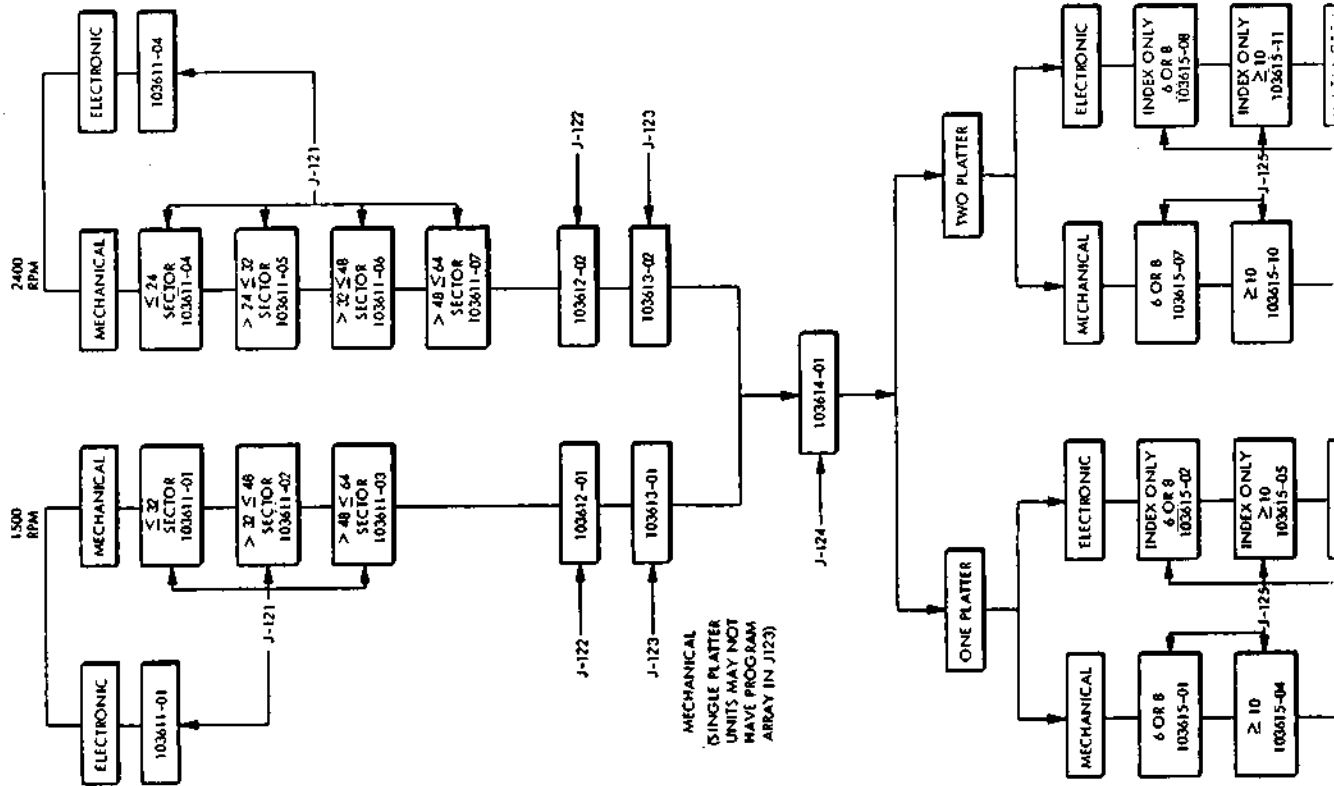 1500
RPM
ELECTRONIC
103611-01
MECHANICAL
≤ 32
SECTOR
103611-01
> 32 ≤ 48
SECTOR
103611-02
> 48 ≤ 64
SECTOR
103611-03
J-121
J-122
103612-01
J-123
103613-01
MECHANICAL
(SINGLE PLATTER
UNITS MAY NOT
HAVE PROGRAM
ARRAY IN J123)
2400
RPM
MECHANICAL
≤ 24
SECTOR
103611-04
> 24 ≤ 32
SECTOR
103611-05
> 32 ≤ 48
SECTOR
103611-06
> 48 ≤ 64
SECTOR
103611-07
ELECTRONIC
103611-04
J-121
103612-02
J-122
103613-02
J-123
J-124
103614-01
ONE PLATTER
MECHANICAL
6 OR 8
103615-01
≥ 10
103615-04
J-125
ELECTRONIC
INDEX ONLY
6 OR 8
103615-02
INDEX ONLY
≥ 10
103615-05
TWO PLATTER
MECHANICAL
6 OR 8
103615-07
≥ 10
103615-10
J-125
ELECTRONIC
INDEX ONLY
6 OR 8
103615-08
INDEX ONLY
≥ 10
103615-11